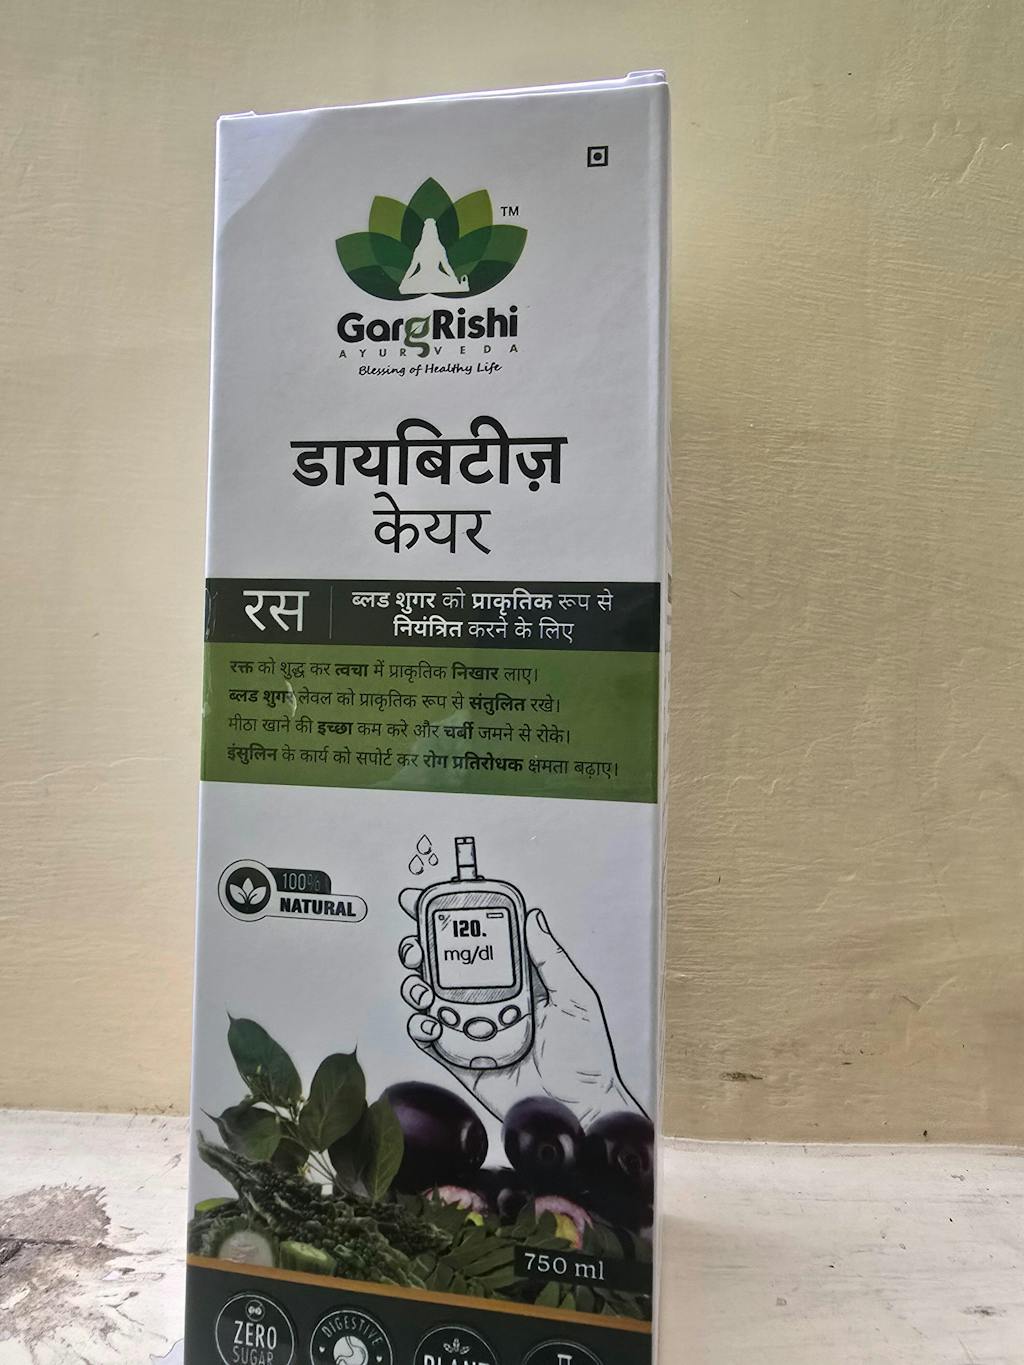 TM
GargRishi
AYURVEDA
Blessing of Healthy Life
डायबिटीज़
केयर
रस
ब्लड शुगर को प्राकृतिक रूप से
नियंत्रित करने के लिए
रक्त को शुद्ध कर त्वचा में प्राकृतिक निखार लाए।
ब्लड शुगर लेवल को प्राकृतिक रूप से संतुलित रखे।
मीठा खाने की इच्छा कम करे और चर्बी जमने से रोके।
इंसुलिन के कार्य को सपोर्ट कर रोग प्रतिरोधक क्षमता बढ़ाए।
100%
NATURAL
120.
mg/dl
750 ml
ZERO
SUGAR
DIGESTIVE
PLANT